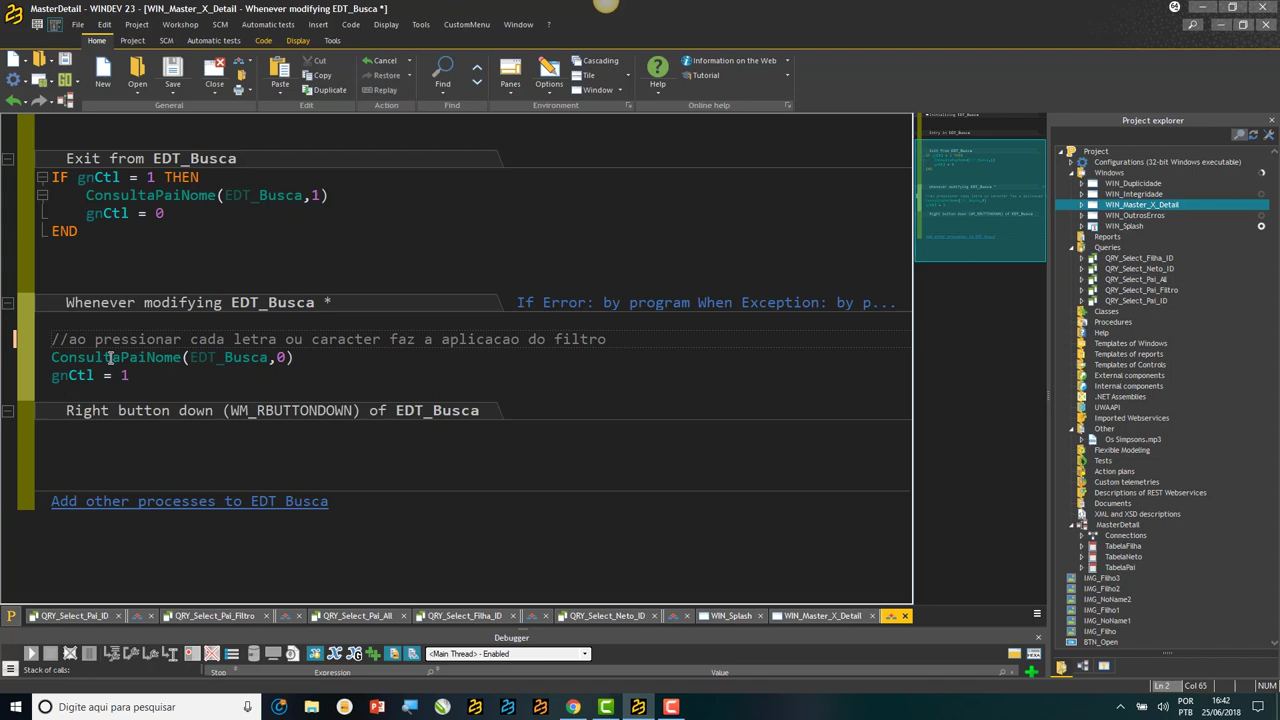 MasterDetail - WINDEV 23 - [WIN_Master_X_Detail - Whenever modifying EDT_Busca *]
64
File Edit Project Workshop SCM Automatic tests Insert Code Display Tools CustomMenu Window ?
Home Project SCM Automatic tests Code Display Tools
New Open Save Close
Paste Cut Copy Duplicate
Cancel Restore Replay
Find
Panes Options
Cascading Tile Window
Help Information on the Web Tutorial
GO
General Edit Action Find Environment Online help
Exit from EDT_Busca
IF gnCtl = 1 THEN
ConsultaPaiNome(EDT_Busca,1)
gnCtl = 0
END
Whenever modifying EDT_Busca * If Error: by program When Exception: by p...
//ao pressionar cada letra ou caracter faz a aplicacao do filtro
ConsultaPaiNome(EDT_Busca,0)
gnCtl = 1
Right button down (WM_RBUTTONDOWN) of EDT_Busca
Add other processes to EDT Busca
Project explorer
Project
Configurations (32-bit Windows executable)
Windows
WIN_Duplicidade
WIN_Integridade
WIN_Master_X_Detail
WIN_OutrosErros
WIN_Splash
Reports
Queries
QRY_Select_Filha_ID
QRY_Select_Neto_ID
QRY_Select_Pai_All
QRY_Select_Pai_Filtro
QRY_Select_Pai_ID
Classes
Procedures
Help
Templates of Windows
Templates of reports
Templates of Controls
External components
Internal components
.NET Assemblies
UWAAPI
Imported Webservices
Other
Os Simpsons.mp3
Flexible Modeling
Tests
Action plans
Custom telemetries
Descriptions of REST Webservices
Documents
XML and XSD descriptions
MasterDetail
Connections
TabelaFilha
TabelaNeto
TabelaPai
IMG_Filho3
IMG_Filho2
IMG_NoName2
IMG_Filho1
IMG_NoName1
IMG_Filho
BTN_Open
P QRY_Select_Pai_ID QRY_Select_Pai_Filtro QRY_Select_Pai_All QRY_Select_Filha_ID QRY_Select_Neto_ID WIN_Splash WIN_Master_X_Detail
Debugger
<Main Thread> - Enabled
Stack of calls: Stop Expression Value
Ln 2 Col 65 NUM
Digite aqui para pesquisar
POR
PTB
16:42
25/06/2018